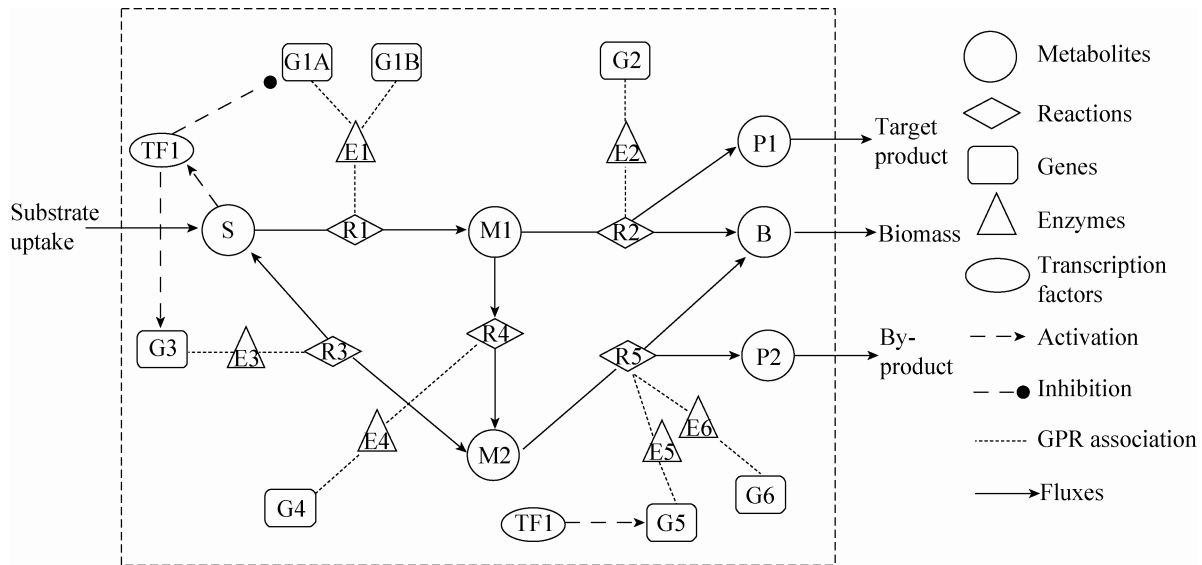 G1A
G1B
G2
TF1
E1
E2
P1
Target
product
Substrate
uptake
S
R1
M1
R2
B
Biomass
G3
E3
R3
R4
R5
P2
By-
product
E4
M2
E5
E6
G4
G6
TF1
G5
Metabolites
Reactions
Genes
Enzymes
Transcription
factors
Activation
Inhibition
GPR association
Fluxes